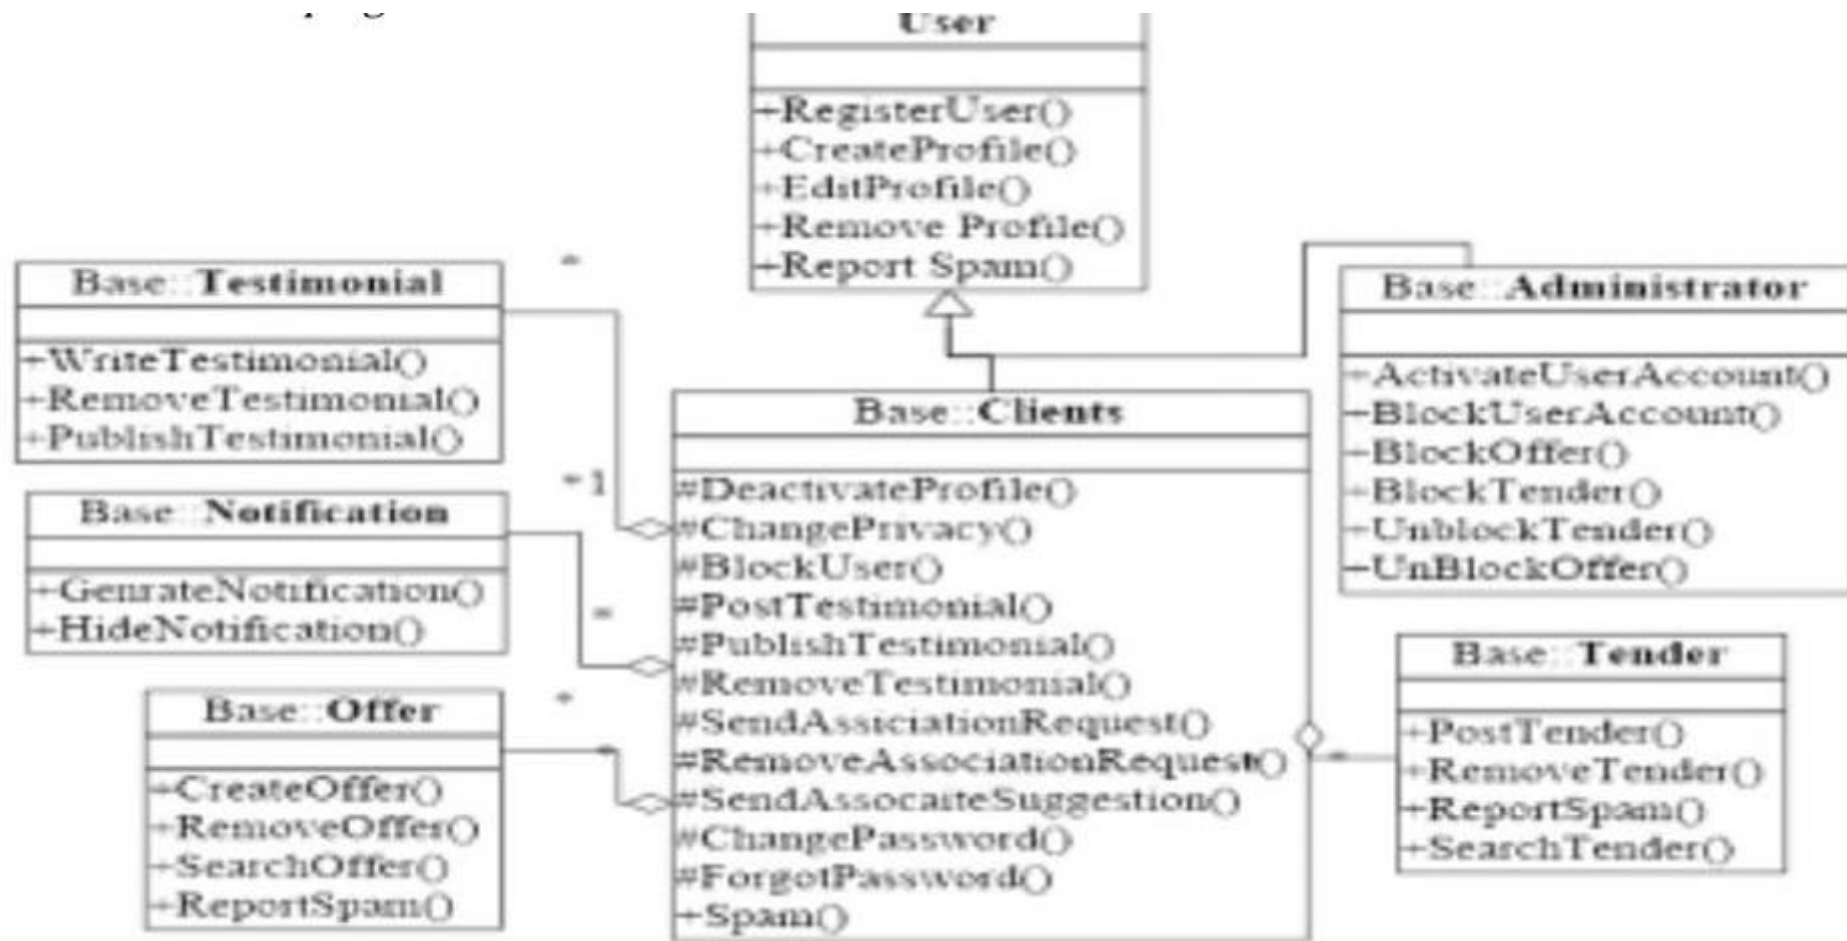 User
+RegisterUser()
+CreateProfile()
+EditProfile()
+Remove Profile()
+Report Spam()
Base::Testimonial
+WriteTestimonial()
+RemoveTestimonial()
+PublishTestimonial()
*
* 1
Base::Notification
+GenrateNotification()
+HideNotification()
*
Base::Offer
+CreateOffer()
+RemoveOffer()
+SearchOffer()
+ReportSpam()
*
*
Base::Clients
#DeactivateProfile()
#ChangePrivacy()
#BlockUser()
#PostTestimonial()
#PublishTestimonial()
#RemoveTestimonial()
#SendAssiciationRequest()
#RemoveAssociationRequest()
#SendAssocaiteSuggestion()
#ChangePassword()
#ForgotPassword()
+Spam()
Base::Administrator
+ActivateUserAccount()
+BlockUserAccount()
+BlockOffer()
+BlockTender()
+UnblockTender()
+UnBlockOffer()
Base::Tender
+PostTender()
+RemoveTender()
+ReportSpam()
+SearchTender()
*